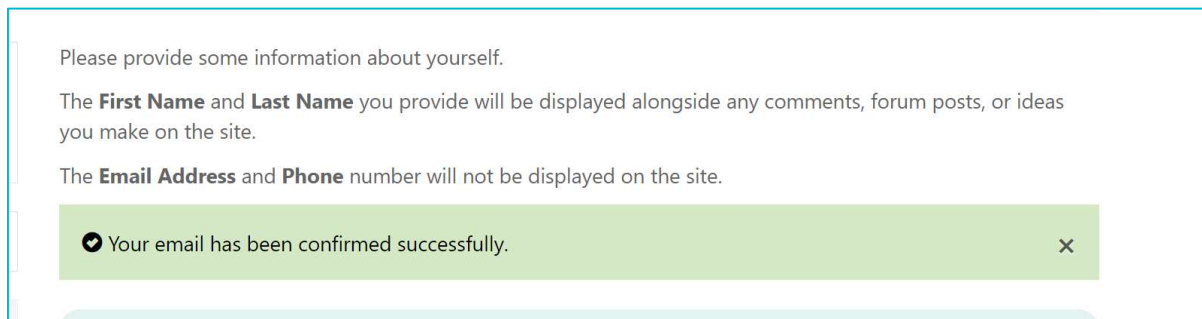 Please provide some information about yourself.
The First Name and Last Name you provide will be displayed alongside any comments, forum posts, or ideas
you make on the site.
The Email Address and Phone number will not be displayed on the site.
Your email has been confirmed successfully.